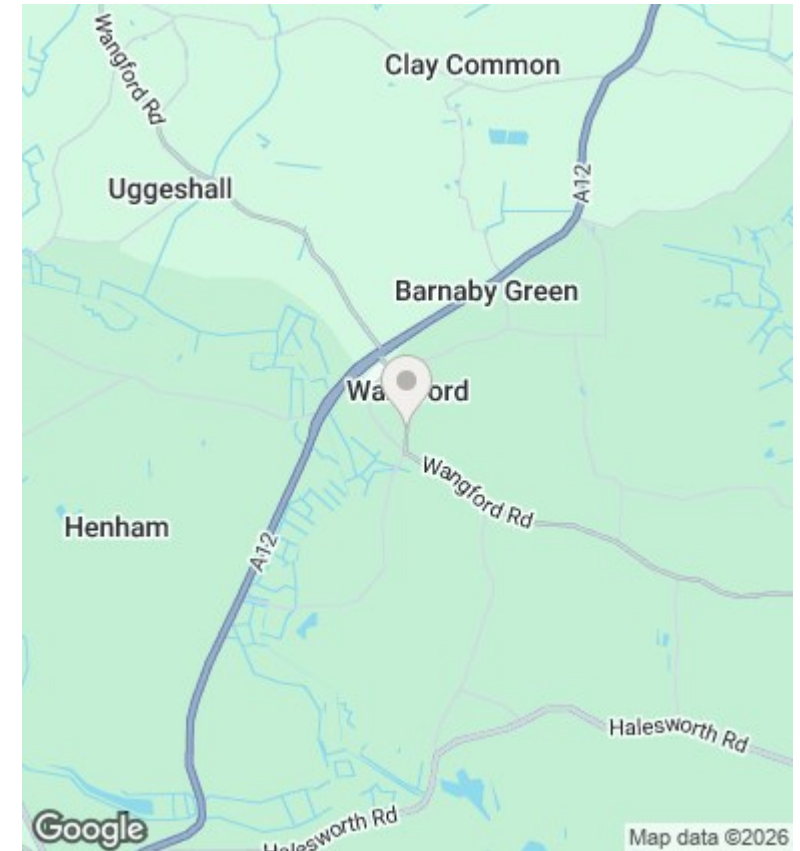 Wangford Rd
Clay Common
Uggeshall
A12
Barnaby Green
Wangford Rd
Henham
A12
Halesworth Rd
Halesworth Rd
Google
Map data ©2026